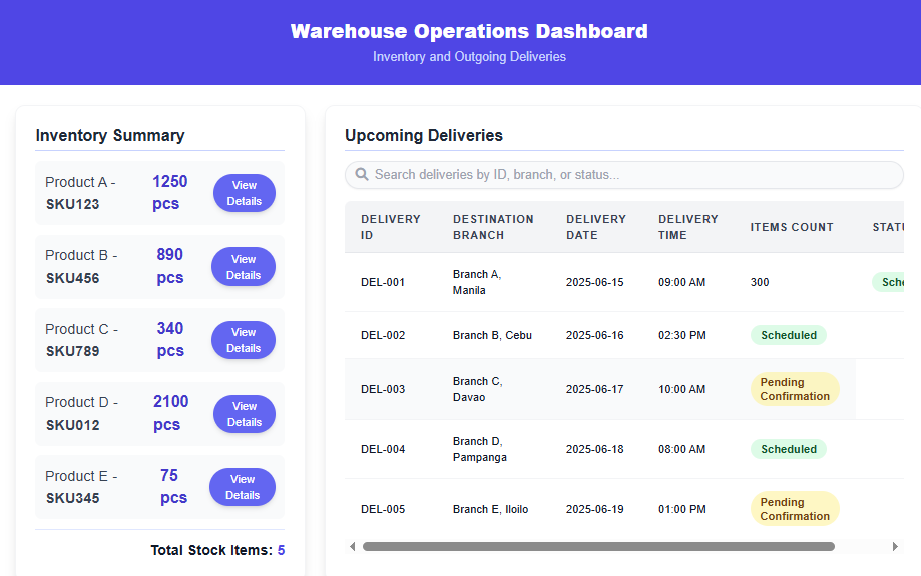 Warehouse Operations Dashboard
Inventory and Outgoing Deliveries
Inventory Summary
Product A - 1250 View
SKU123 pcs Details
Product B - 890 View
SKU456 pcs Details
Product C - 340 View
SKU789 pcs Details
Product D - 2100 View
SKU012 pcs Details
Product E - 75 View
SKU345 pcs Details
Total Stock Items: 5
Upcoming Deliveries
Search deliveries by ID, branch, or status...
DELIVERY DESTINATION DELIVERY DELIVERY ITEMS COUNT
ID BRANCH DATE TIME
DEL-001 Branch A, Manila 2025-06-15 09:00 AM 300
DEL-002 Branch B, Cebu 2025-06-16 02:30 PM Scheduled
DEL-003 Branch C, Davao 2025-06-17 10:00 AM Pending Confirmation
DEL-004 Branch D, Pampanga 2025-06-18 08:00 AM Scheduled
DEL-005 Branch E, Iloilo 2025-06-19 01:00 PM Pending Confirmation